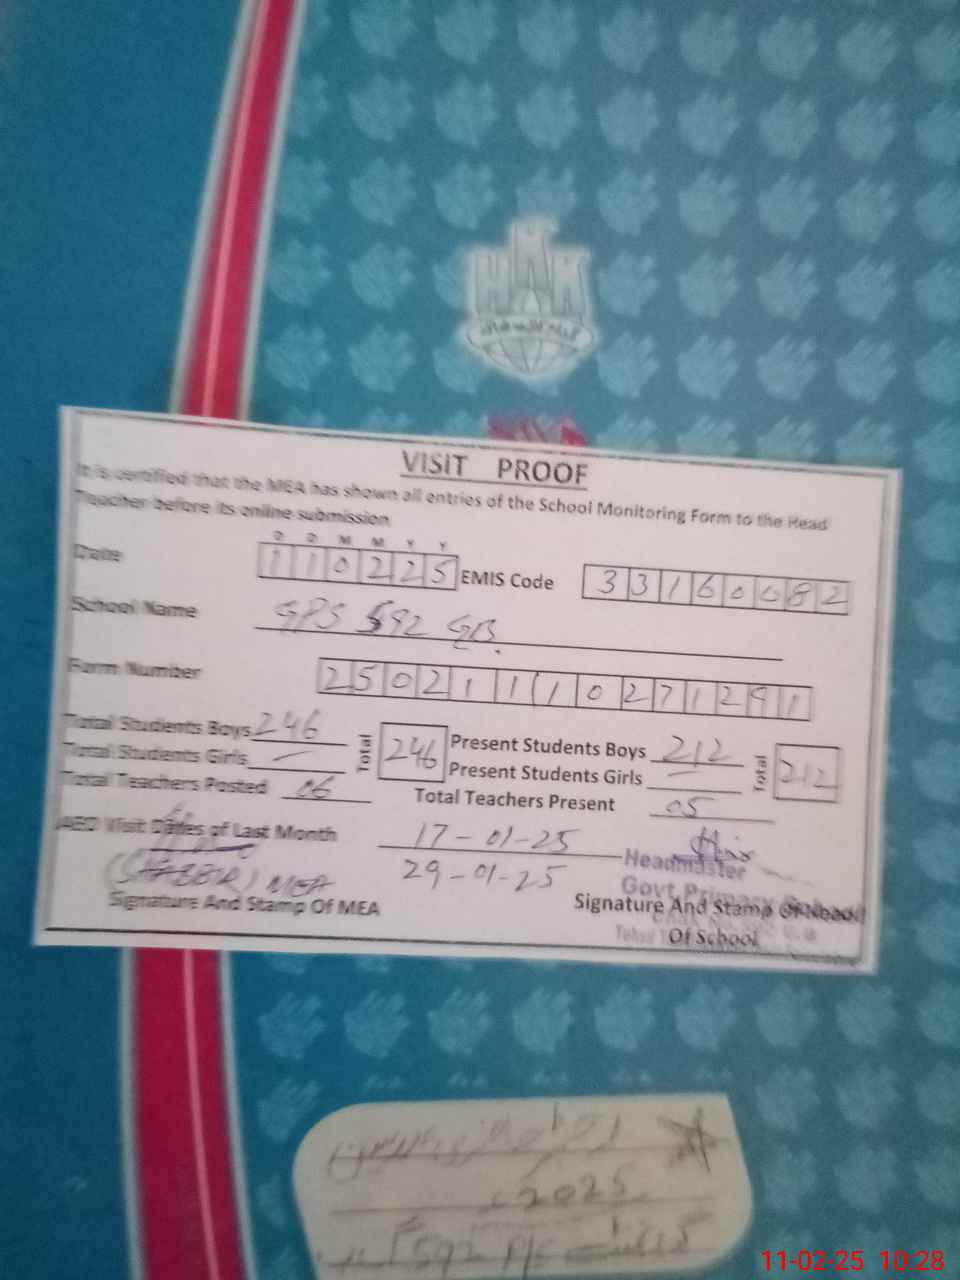 VISIT PROOF
It is certified that the MEA has shown all entries of the School Monitoring Form to the Head
Teacher before its online submission
D D M M Y Y
Date 110225 EMIS Code 33160082
School Name GPS 592 GB.
Form Number 250211110271291
Total Students Boys 246 Total 246 Present Students Boys 212 Total 212
Total Students Girls — Present Students Girls —
Total Teachers Posted 06 Total Teachers Present 05
AEO Visit Dates of Last Month 17-01-25
29-01-25
(SHABBIR) MEA
Signature And Stamp Of MEA
Headmaster
Govt. Primary School
Signature And Stamp Of Head
Of School
2025
11-02-25 10:28